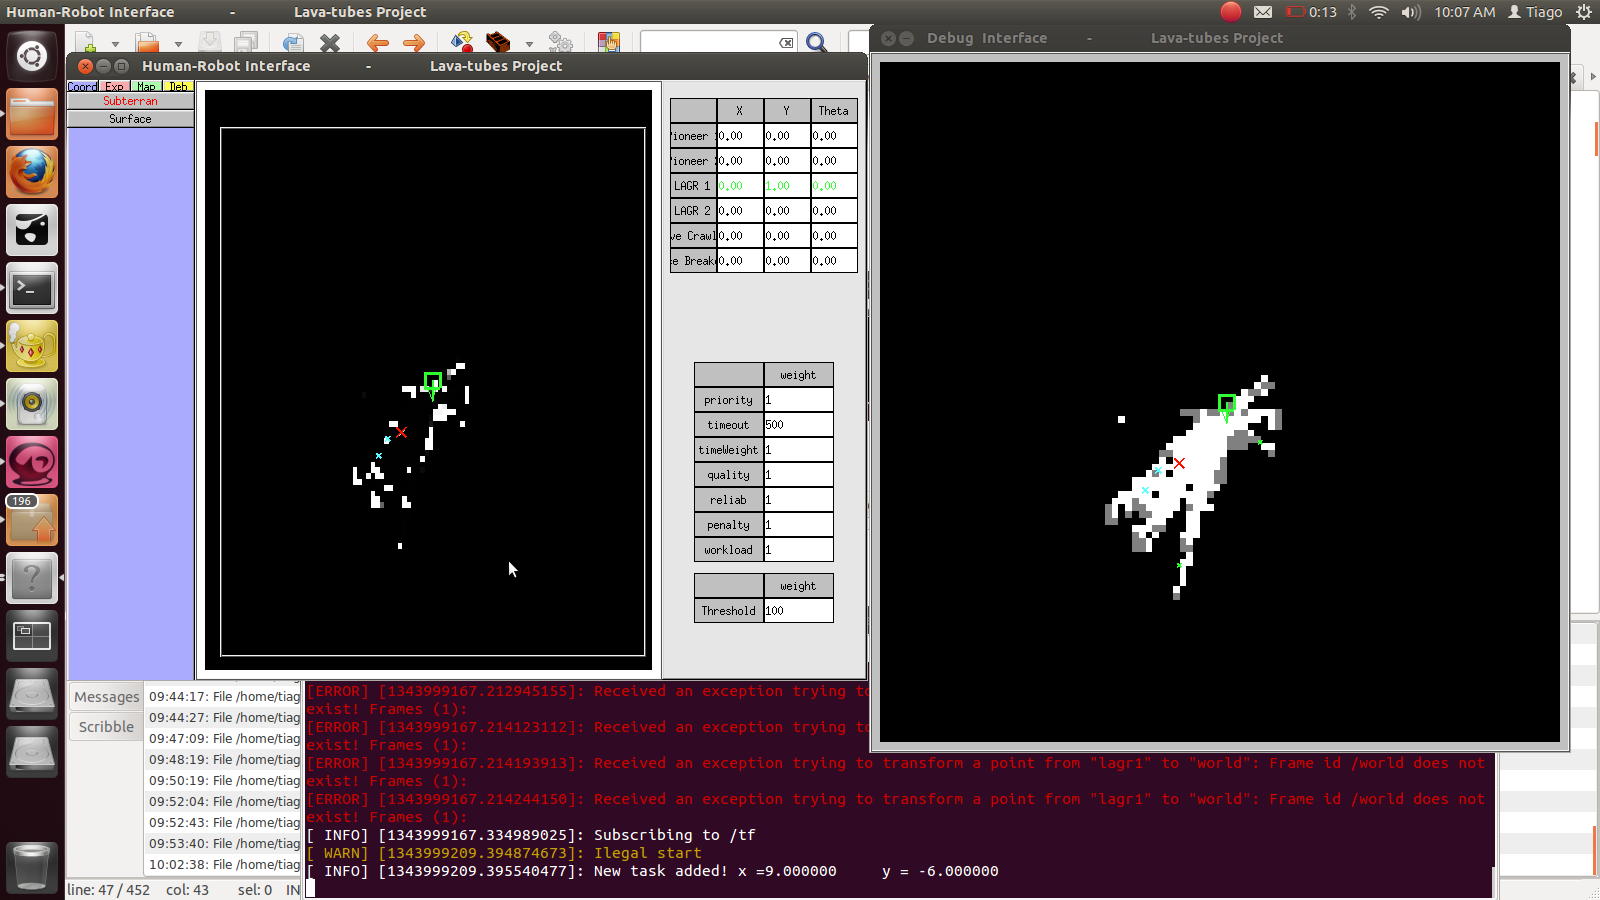 Human-Robot Interface - Lava-tubes Project
0:13 10:07 AM Tiago
Debug Interface - Lava-tubes Project
Human-Robot Interface - Lava-tubes Project
Coord Exp Map Deb
Subterran
Surface
X Y Theta
ioneer 0.00 0.00 0.00
ioneer 0.00 0.00 0.00
LAGR 1 0.00 1.00 0.00
LAGR 2 0.00 0.00 0.00
ve Crawl 0.00 0.00 0.00
e Break 0.00 0.00 0.00
weight
priority 1
timeout 500
timeWeight 1
quality 1
reliab 1
penalty 1
workload 1
weight
Threshold 100
196
Messages
Scribble
09:44:17: File /home/tiag
09:44:27: File /home/tiag
09:47:09: File /home/tiag
09:48:19: File /home/tiag
09:50:19: File /home/tiag
09:52:04: File /home/tiag
09:52:43: File /home/tiag
09:53:40: File /home/tiag
10:02:38: File /home/tiag
[ERROR] [1343999167.212945155]: Received an exception trying to
exist! Frames (1):
[ERROR] [1343999167.214123112]: Received an exception trying to
exist! Frames (1):
[ERROR] [1343999167.214193913]: Received an exception trying to transform a point from "lagr1" to "world": Frame id /world does not
exist! Frames (1):
[ERROR] [1343999167.214244150]: Received an exception trying to transform a point from "lagr1" to "world": Frame id /world does not
exist! Frames (1):
[ INFO] [1343999167.334989025]: Subscribing to /tf
[ WARN] [1343999209.394874673]: Ilegal start
[ INFO] [1343999209.395540477]: New task added! x =9.000000 y = -6.000000
line: 47 / 452 col: 43 sel: 0 IN